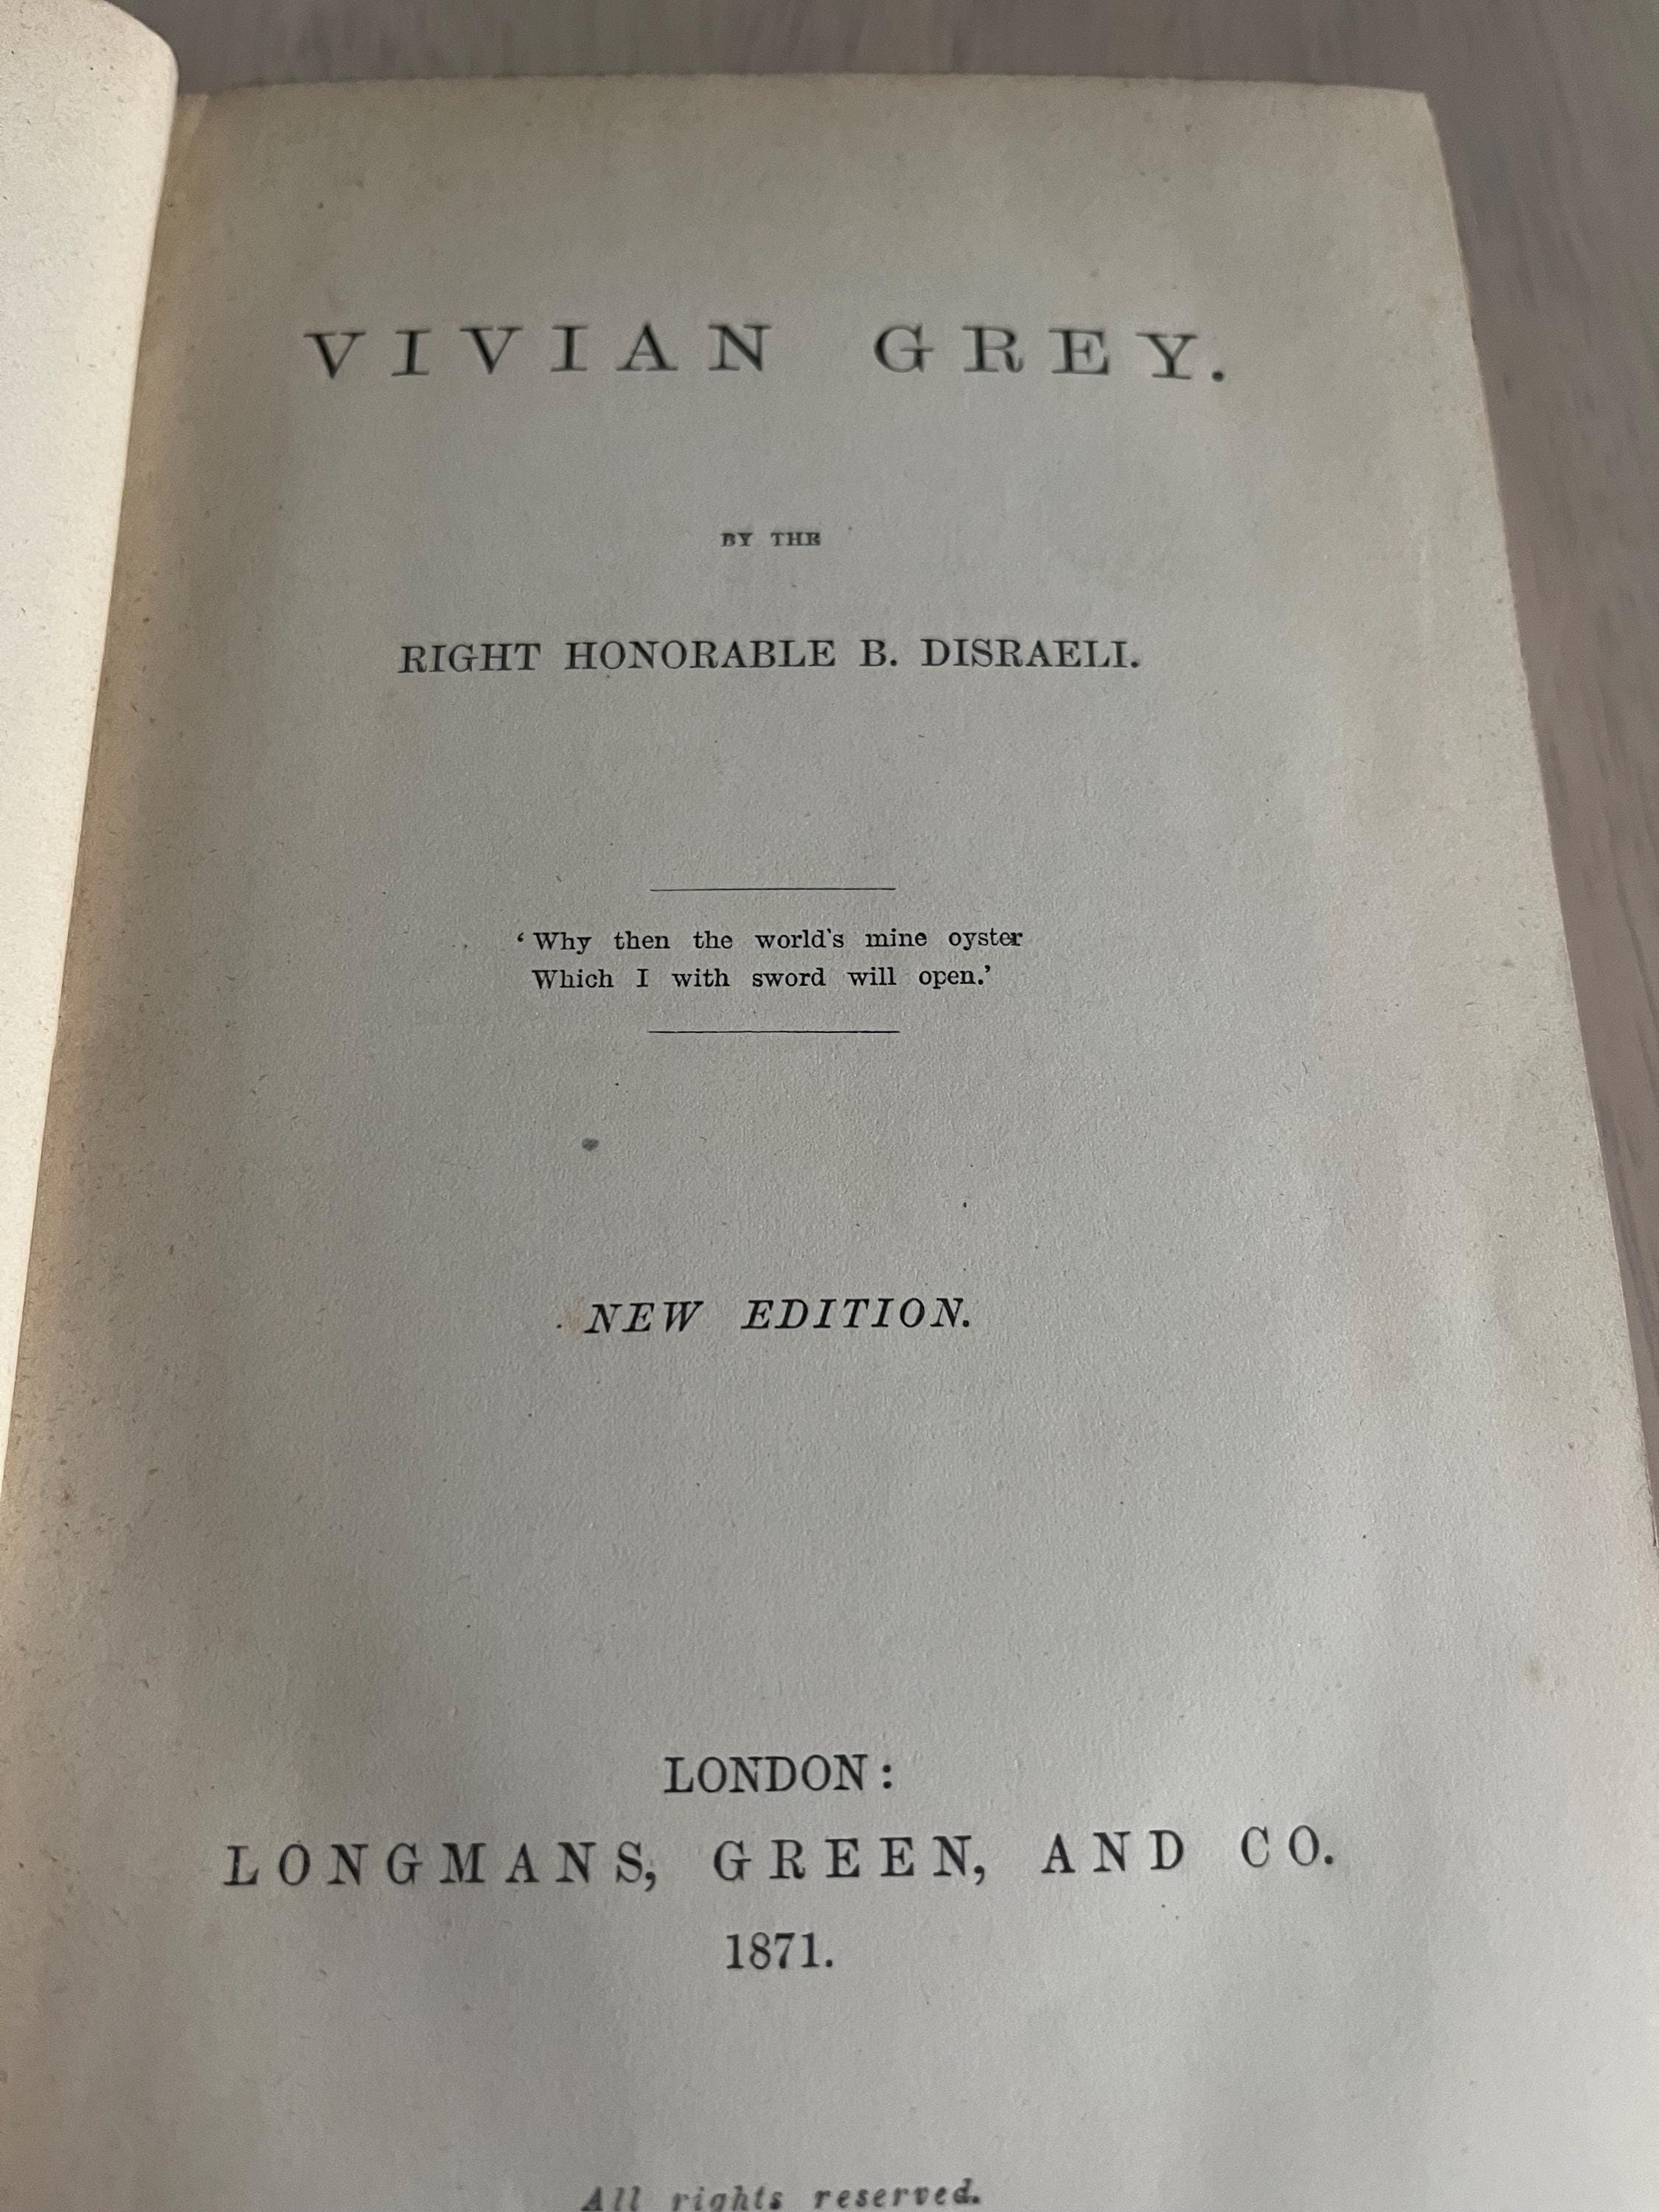 VIVIAN GREY.
BY THE
RIGHT HONORABLE B. DISRAELI.
‘Why then the world's mine oyster
Which I with sword will open.’
NEW EDITION.
LONDON:
LONGMANS, GREEN, AND CO.
1871.
All rights reserved.